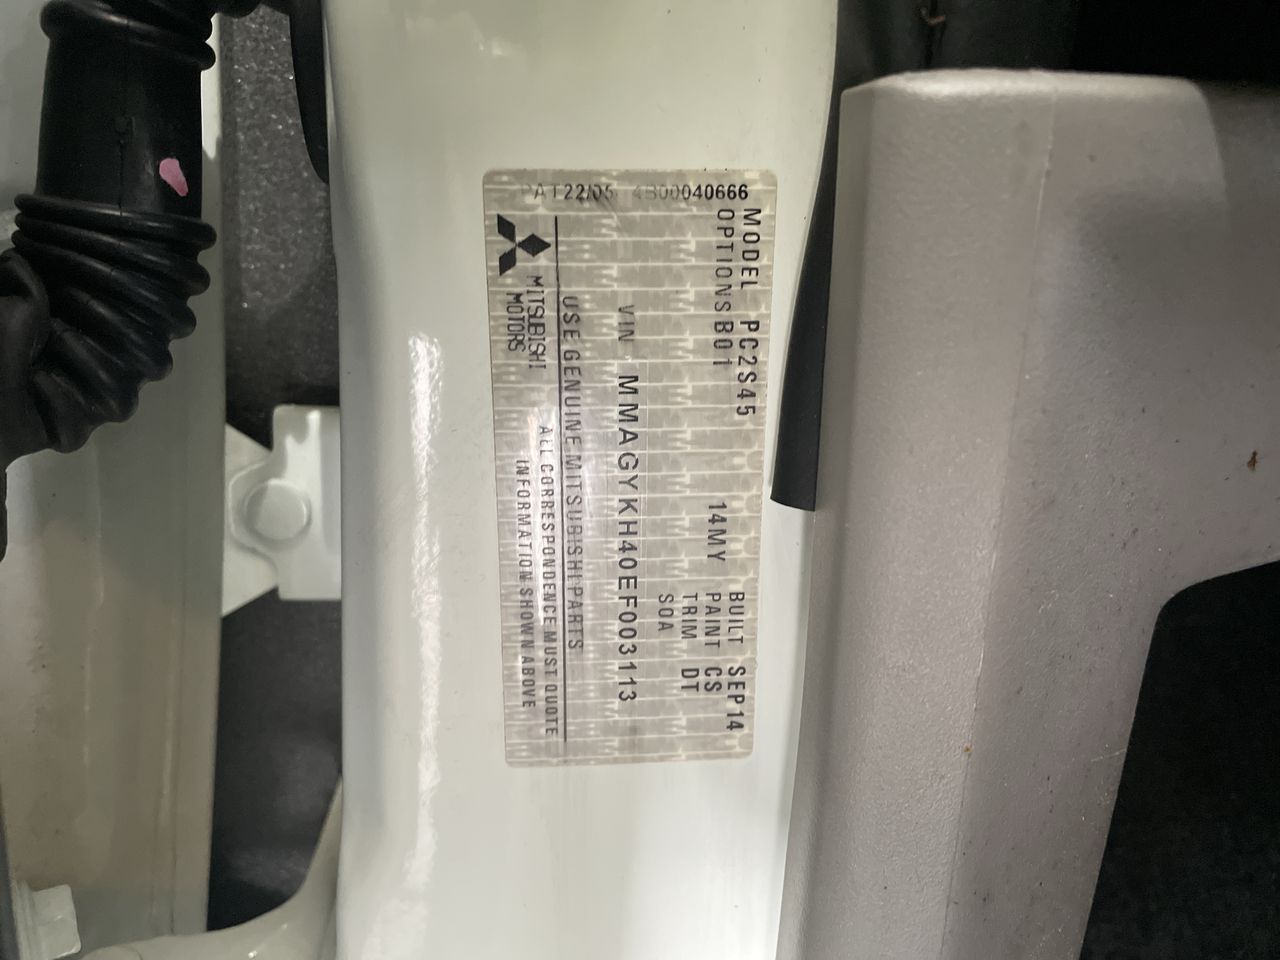 MODEL PC2S45
OPTIONS B01
14MY
BUILT SEP14
PAINT CS
TRIM DT
SOA
VIN MMAGYKH40EF003113
USE GENUINE MITSUBISHI PARTS
MITSUBISHI
MOTORS
ALL CORRESPONDENCE MUST QUOTE
INFORMATION SHOWN ABOVE
PAT22/05 4B00040666